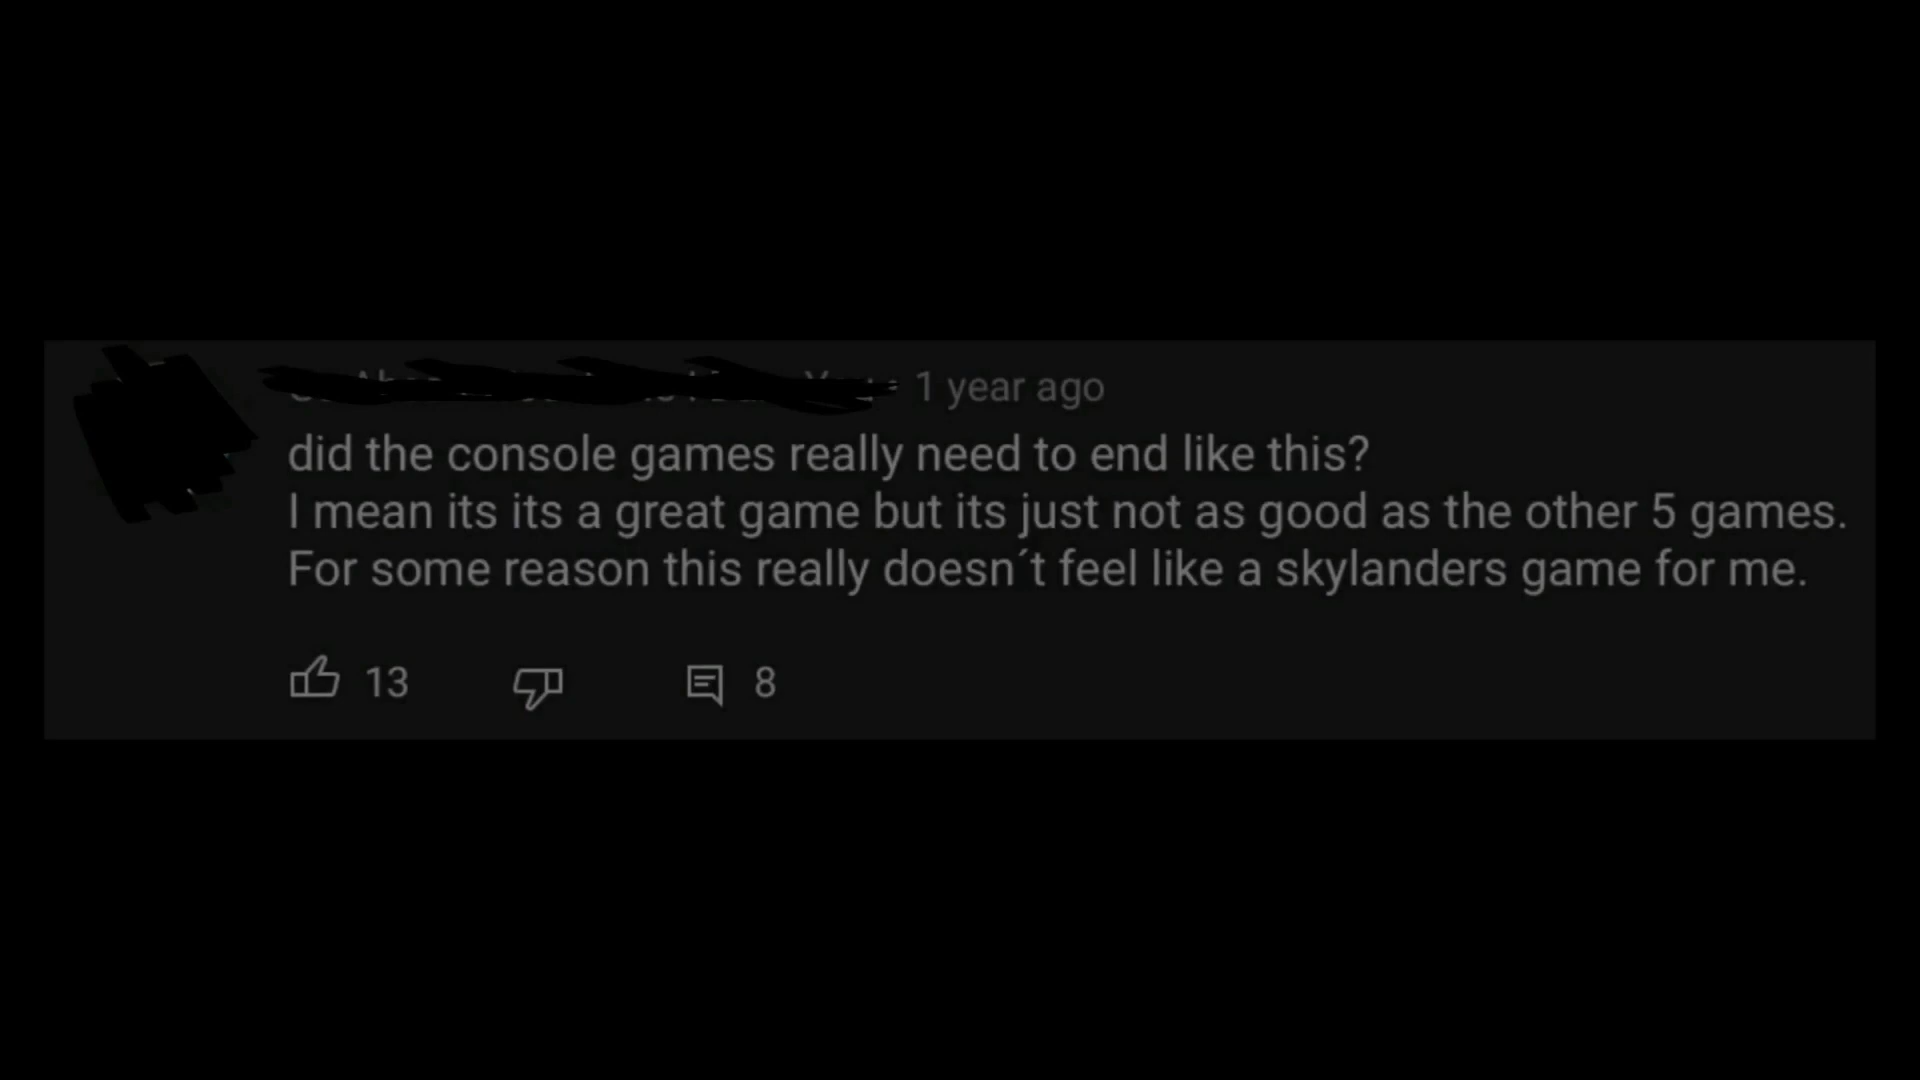 1 year ago
did the console games really need to end like this?
I mean its its a great game but its just not as good as the other 5 games.
For some reason this really doesn´t feel like a skylanders game for me.
13 8